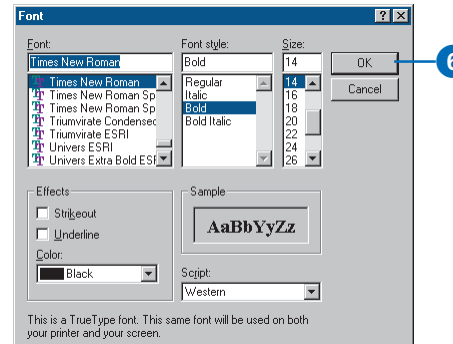 Font
Font:
Times New Roman
Times New Roman
Times New Roman Sp
Times New Roman Sp
Triumvirate Condensed
Triumvirate ESRI
Univers ESRI
Univers Extra Bold ESF
Font style:
Bold
Regular
Italic
Bold
Bold Italic
Size:
14
14
16
18
20
22
24
26
OK
Cancel
6
Effects
Strikeout
Underline
Color:
Black
Sample
AaBbYyZz
Script:
Western
This is a TrueType font. This same font will be used on both
your printer and your screen.